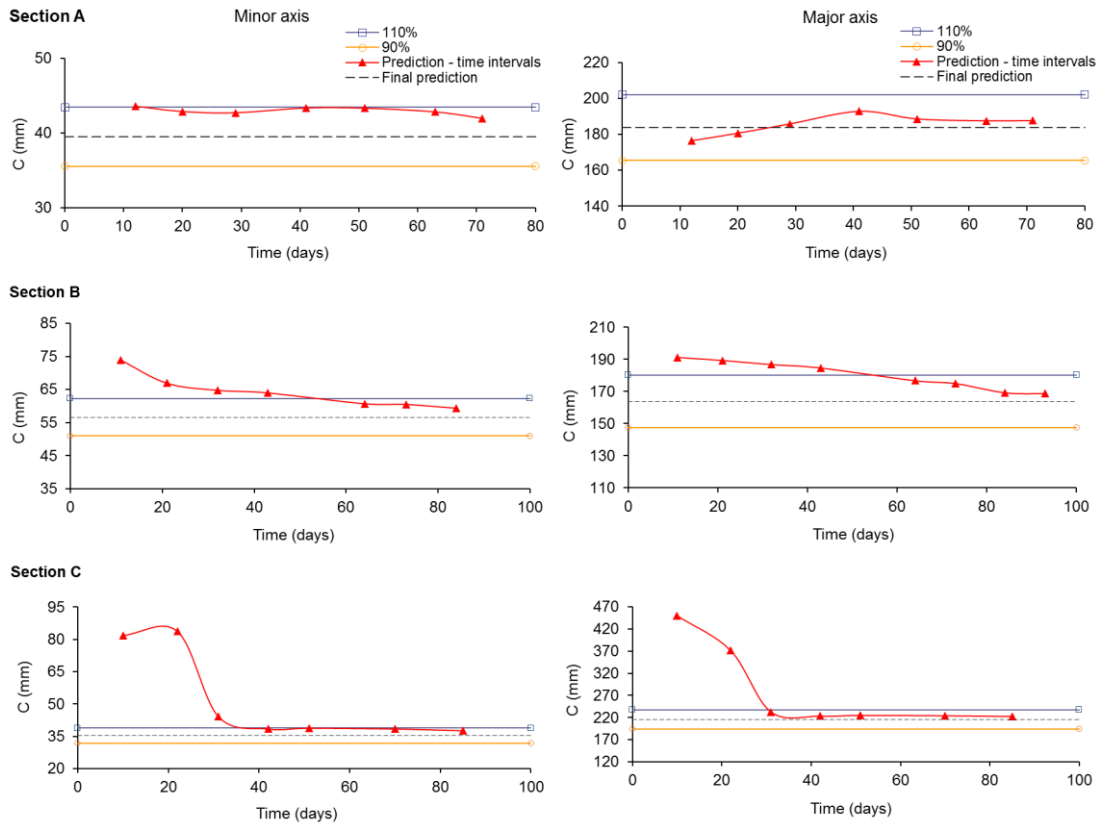 Section A
Minor axis
110%
90%
Prediction - time intervals
Final prediction
C (mm)
50
40
30
0 10 20 30 40 50 60 70 80
Time (days)
Major axis
110%
90%
Prediction - time intervals
Final prediction
C (mm)
220
200
180
160
140
0 10 20 30 40 50 60 70 80
Time (days)
Section B
C (mm)
85
75
65
55
45
35
0 20 40 60 80 100
Time (days)
C (mm)
210
190
170
150
130
110
0 20 40 60 80 100
Time (days)
Section C
C (mm)
95
80
65
50
35
20
0 20 40 60 80 100
Time (days)
C (mm)
470
420
370
320
270
220
170
120
0 20 40 60 80 100
Time (days)